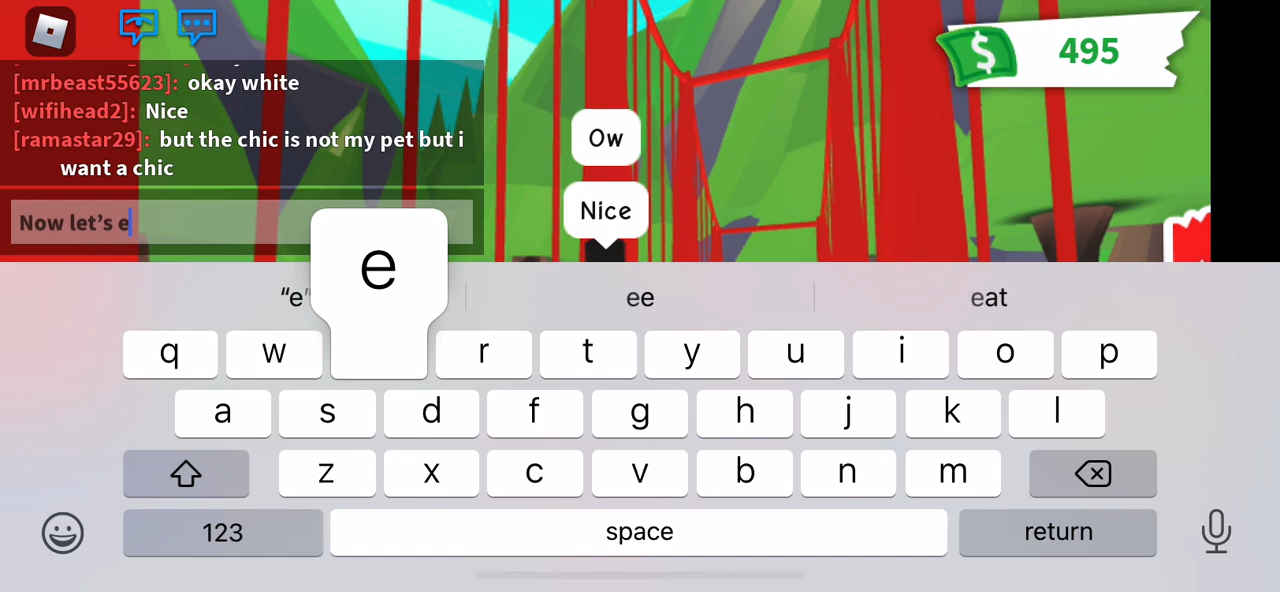 [mrbeast55623]: okay white
[wifihead2]: Nice
[ramastar29]: but the chic is not my pet but i
want a chic
Now let’s e
$ 495
Ow
Nice
e
“e” ee eat
q w r t y u i o p
a s d f g h j k l
z x c v b n m
123 space return